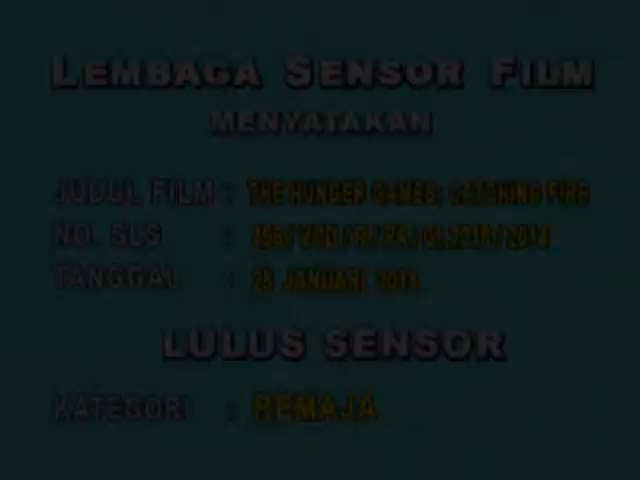 LEMBAGA SENSOR FILM
MENYATAKAN
JUDUL FILM : THE HUNGER GAMES: CATCHING FIRE
NO. SLS :
TANGGAL : 25 JANUARI 2014
LULUS SENSOR
KATEGORI : REMAJA